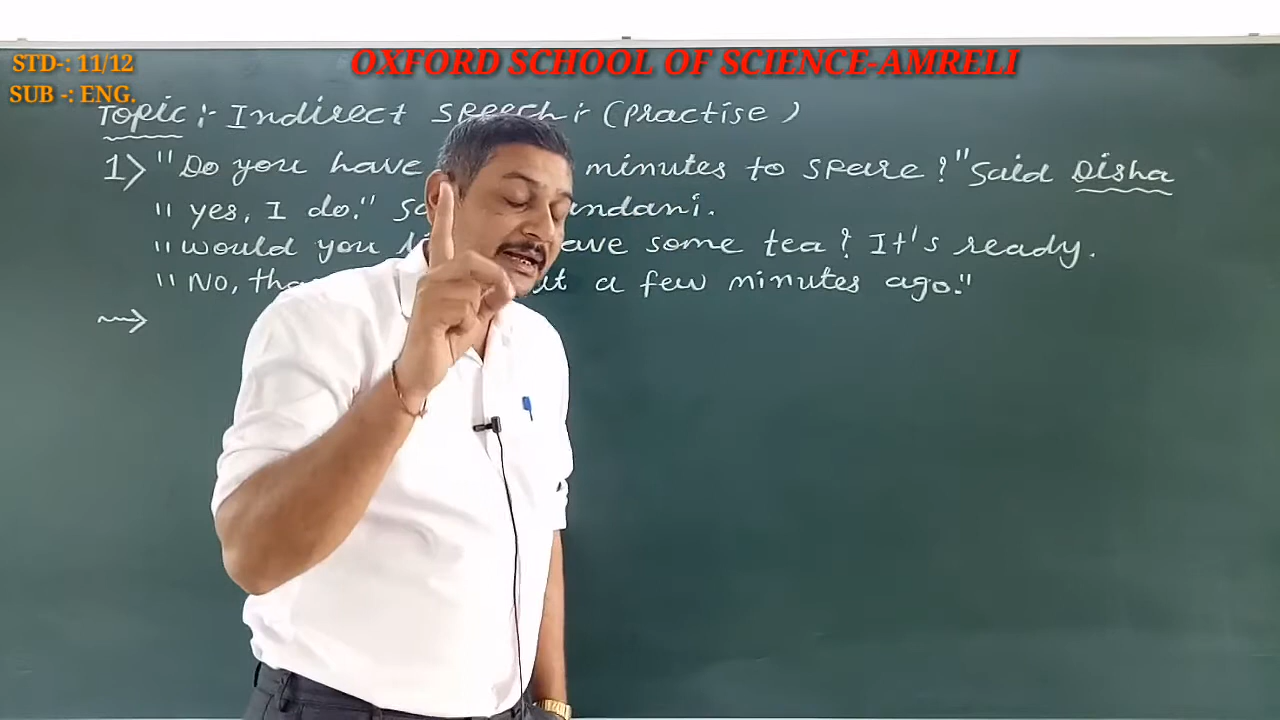 STD-: 11/12
OXFORD SCHOOL OF SCIENCE-AMRELI
SUB -: ENG.
Topic :- Indirect speech :- (Practise)
1> "Do you have minutes to spare?" Said Disha
" yes, I do."
"would you some tea? It's ready.
"No, a few minutes ago."